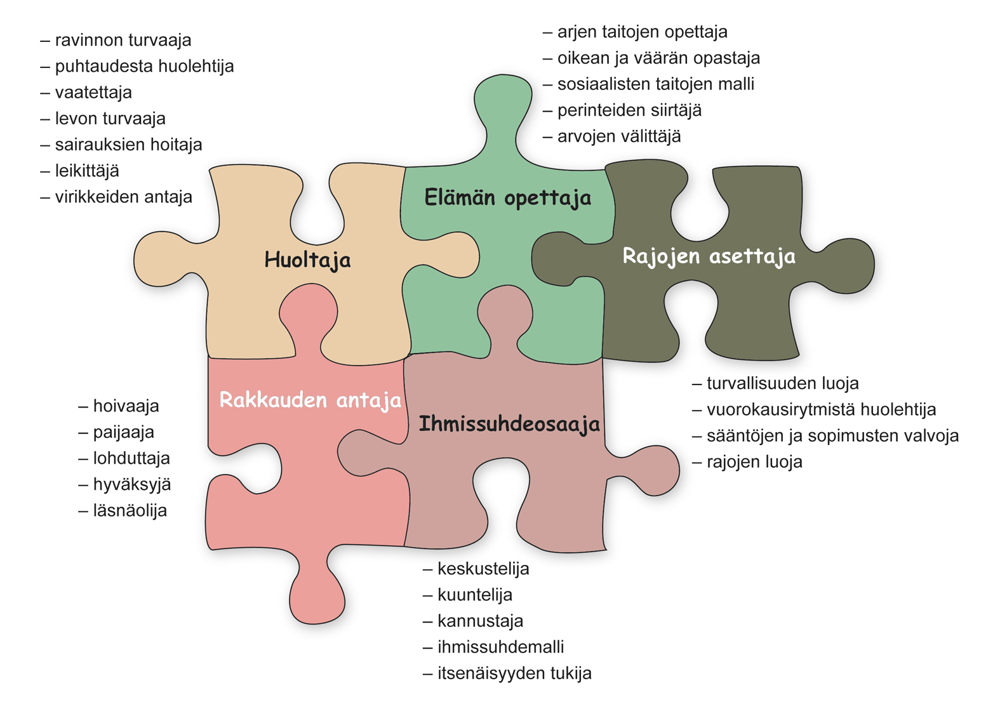 – ravinnon turvaaja
– puhtaudesta huolehtija
– vaatettaja
– levon turvaaja
– sairauksien hoitaja
– leikittäjä
– virikkeiden antaja
– arjen taitojen opettaja
– oikean ja väärän opastaja
– sosiaalisten taitojen malli
– perinteiden siirtäjä
– arvojen välittäjä
Huoltaja
Elämän opettaja
Rajojen asettaja
Rakkauden antaja
Ihmissuhdeosaaja
– hoivaaja
– paijaaja
– lohduttaja
– hyväksyjä
– läsnäolija
– turvallisuuden luoja
– vuorokausirytmistä huolehtija
– sääntöjen ja sopimusten valvoja
– rajojen luoja
– keskustelija
– kuuntelija
– kannustaja
– ihmissuhdemalli
– itsenäisyyden tukija